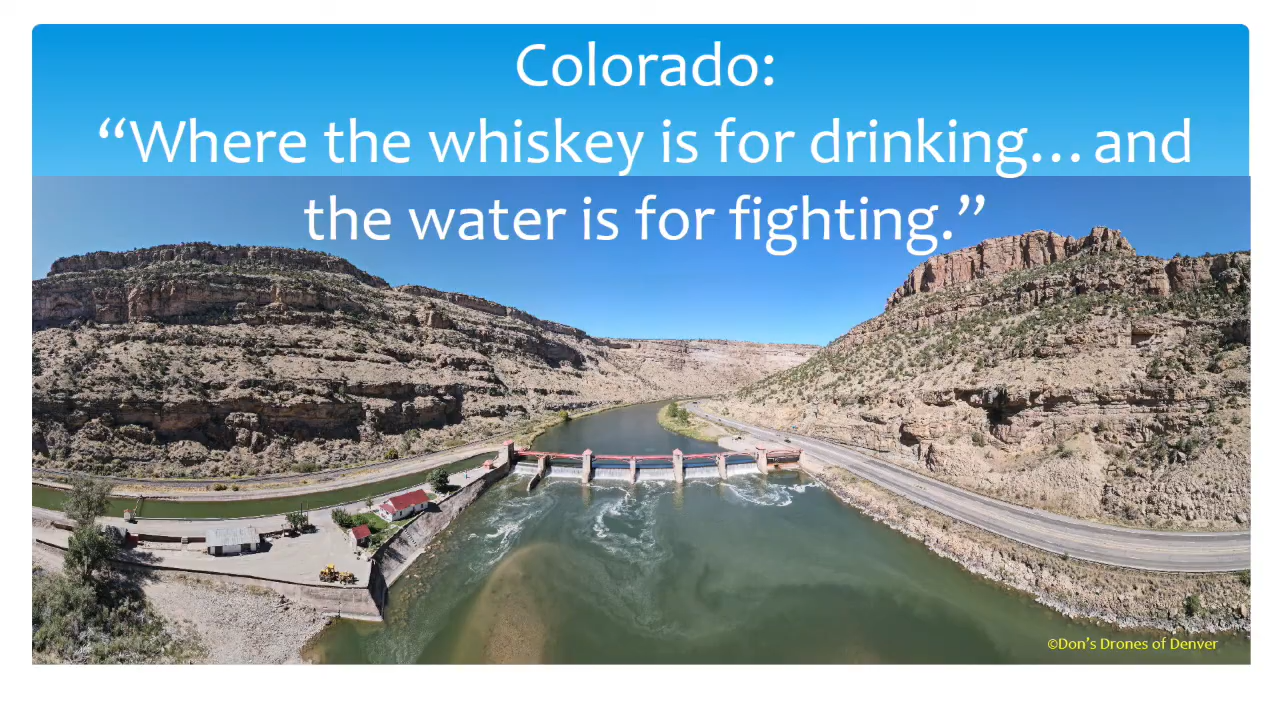 Colorado:
“Where the whiskey is for drinking…and
the water is for fighting.”
©Don’s Drones of Denver